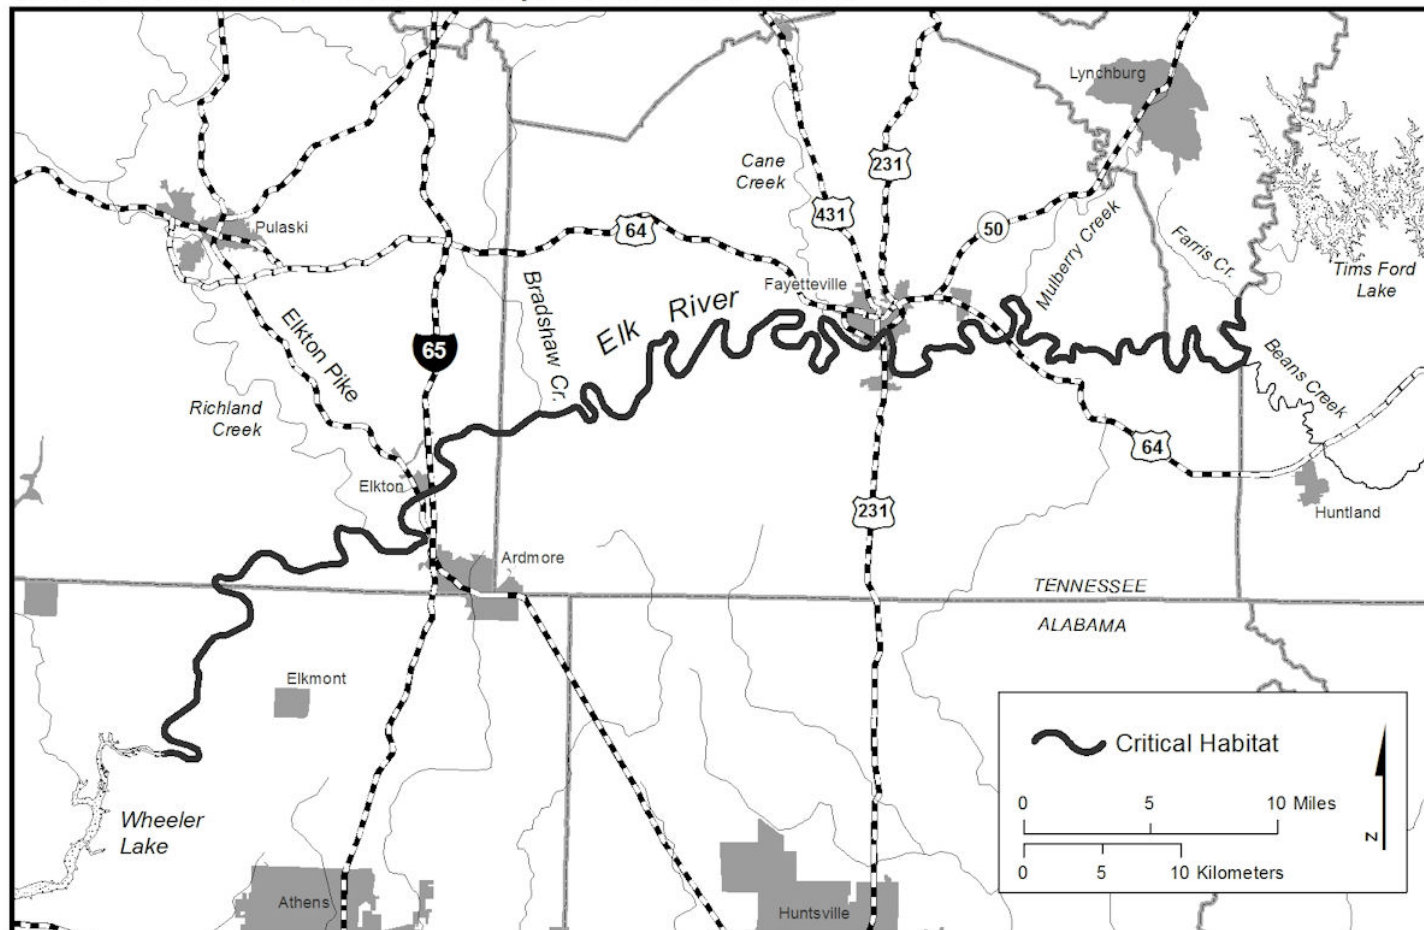 Lynchburg
Cane
Creek
231
431
64
50
Pulaski
Mulberry Creek
Farris Cr.
Tims Ford
Lake
Fayetteville
Bradshaw Cr.
Elk River
Elkton Pike
65
Beans Creek
Richland
Creek
64
Elkton
231
Huntland
Ardmore
TENNESSEE
ALABAMA
Elkmont
Critical Habitat
0 5 10 Miles
0 5 10 Kilometers
N
Wheeler
Lake
Athens
Huntsville